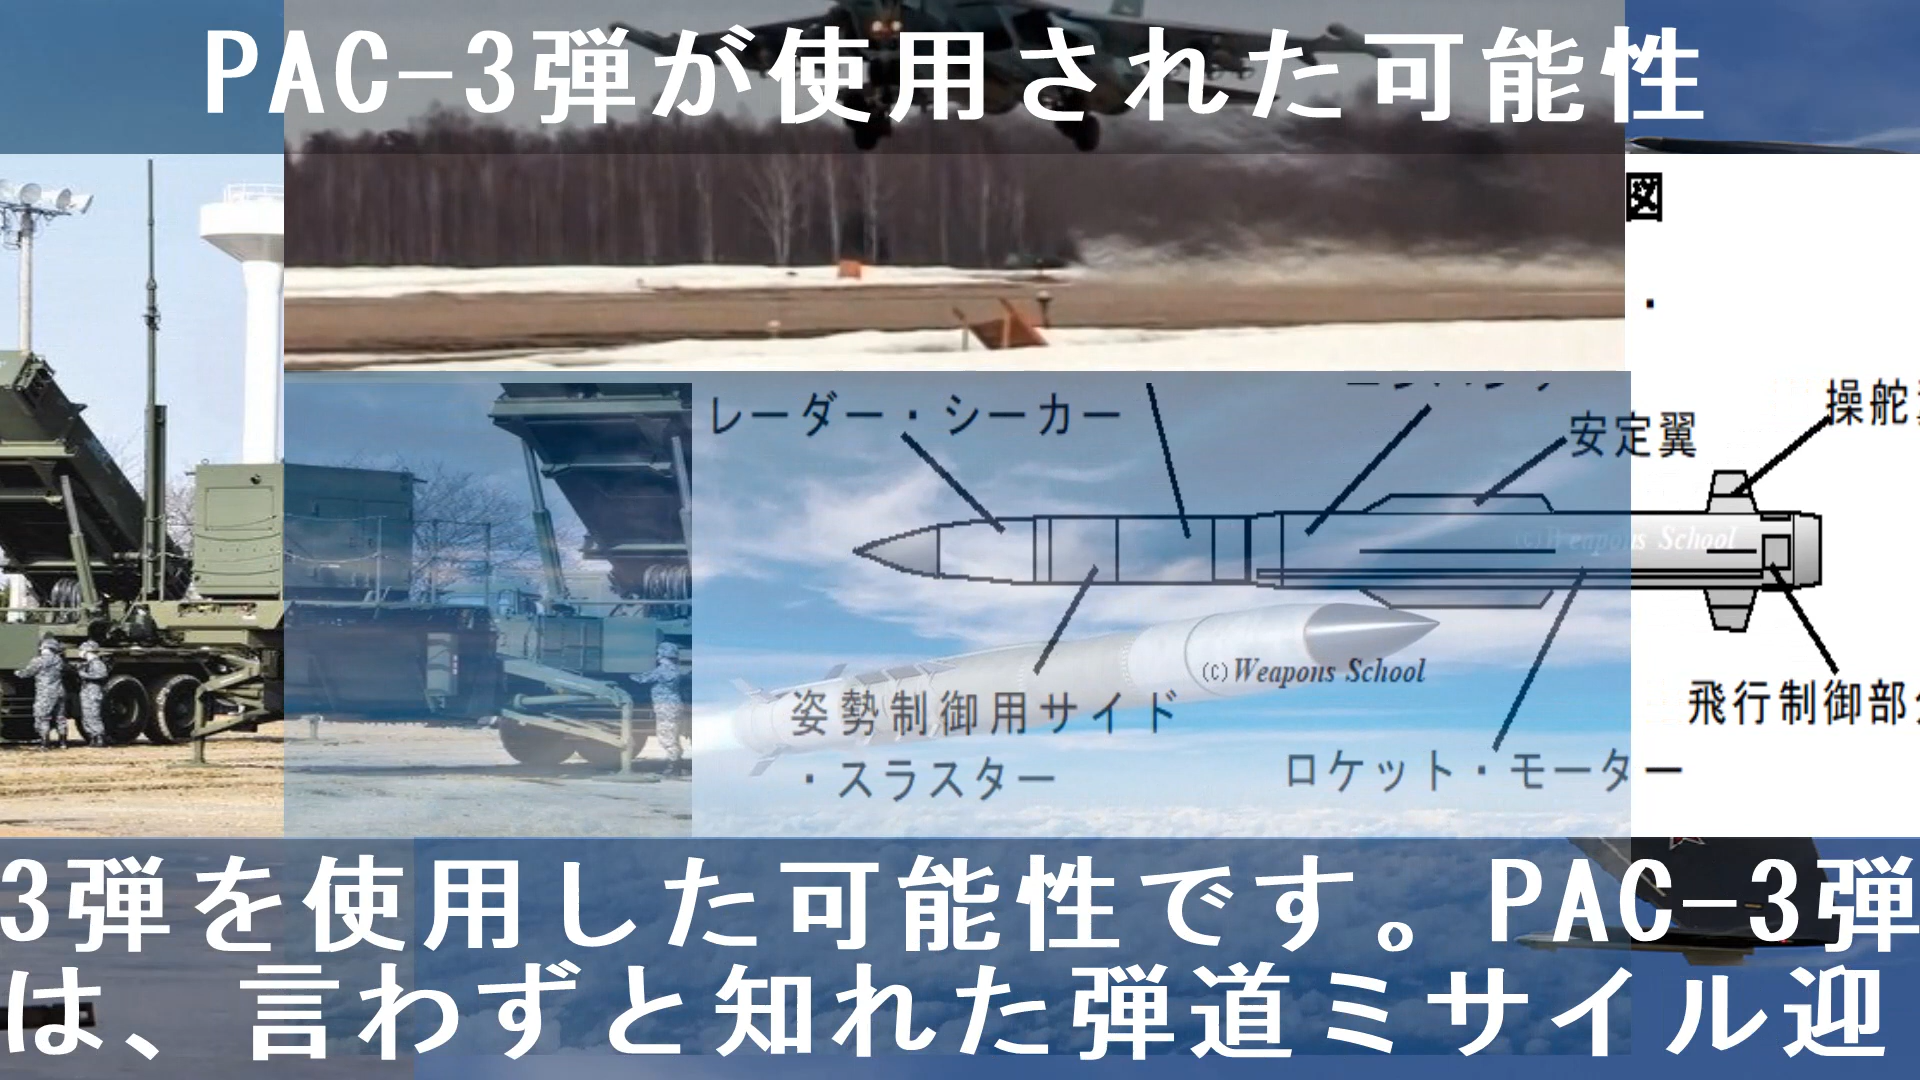 PAC-3弾が使用された可能性
図
・
レーダー・シーカー
安定翼
操舵
(C)Weapons School
(C)Weapons School
姿勢制御用サイド
・スラスター
ロケット・モーター
飛行制御部
3弾を使用した可能性です。PAC-3弾
は、言わずと知れた弾道ミサイル迎